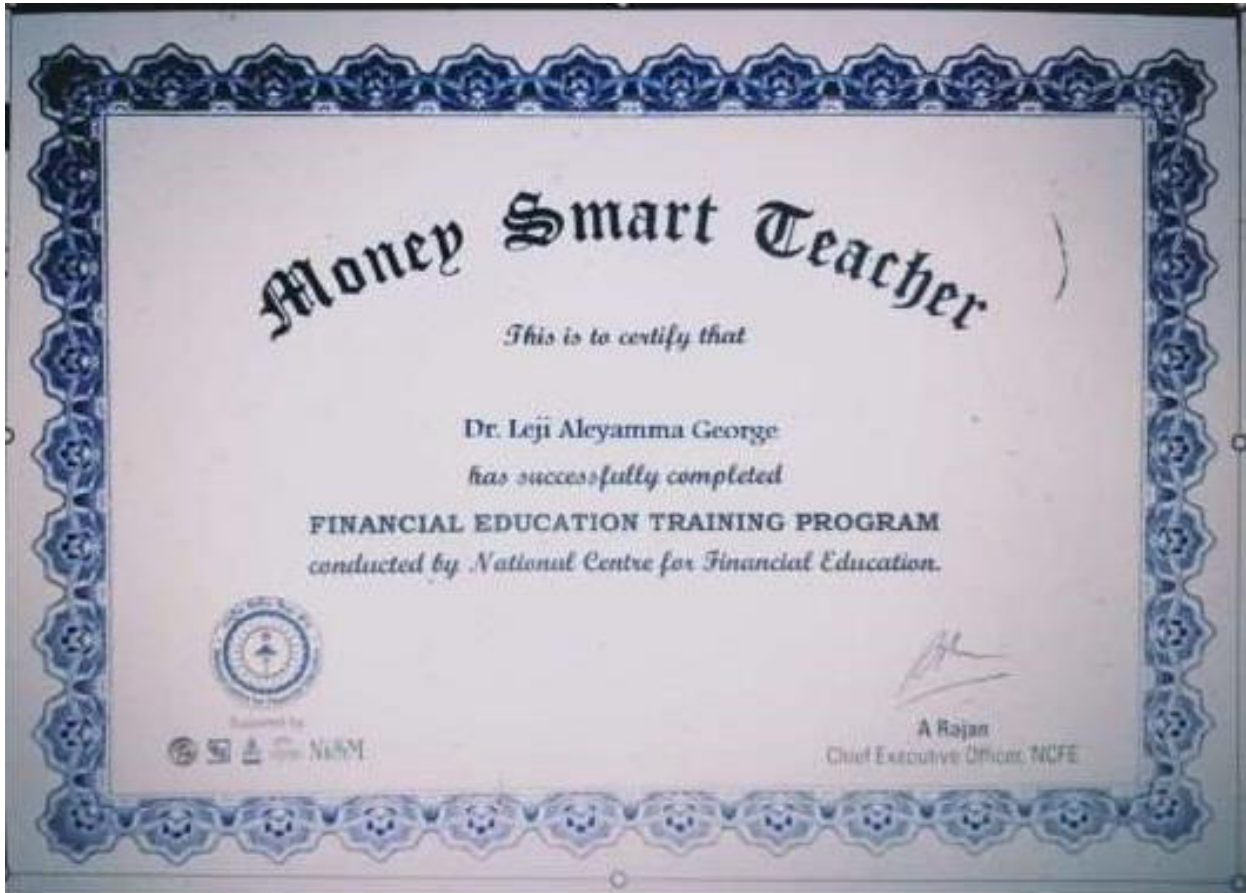 Money Smart Teacher
This is to certify that
Dr. Leji Aleyamma George
has successfully completed
FINANCIAL EDUCATION TRAINING PROGRAM
conducted by National Centre for Financial Education.
Supported by
NISM
A Rajan
Chief Executive Officer, NCFE